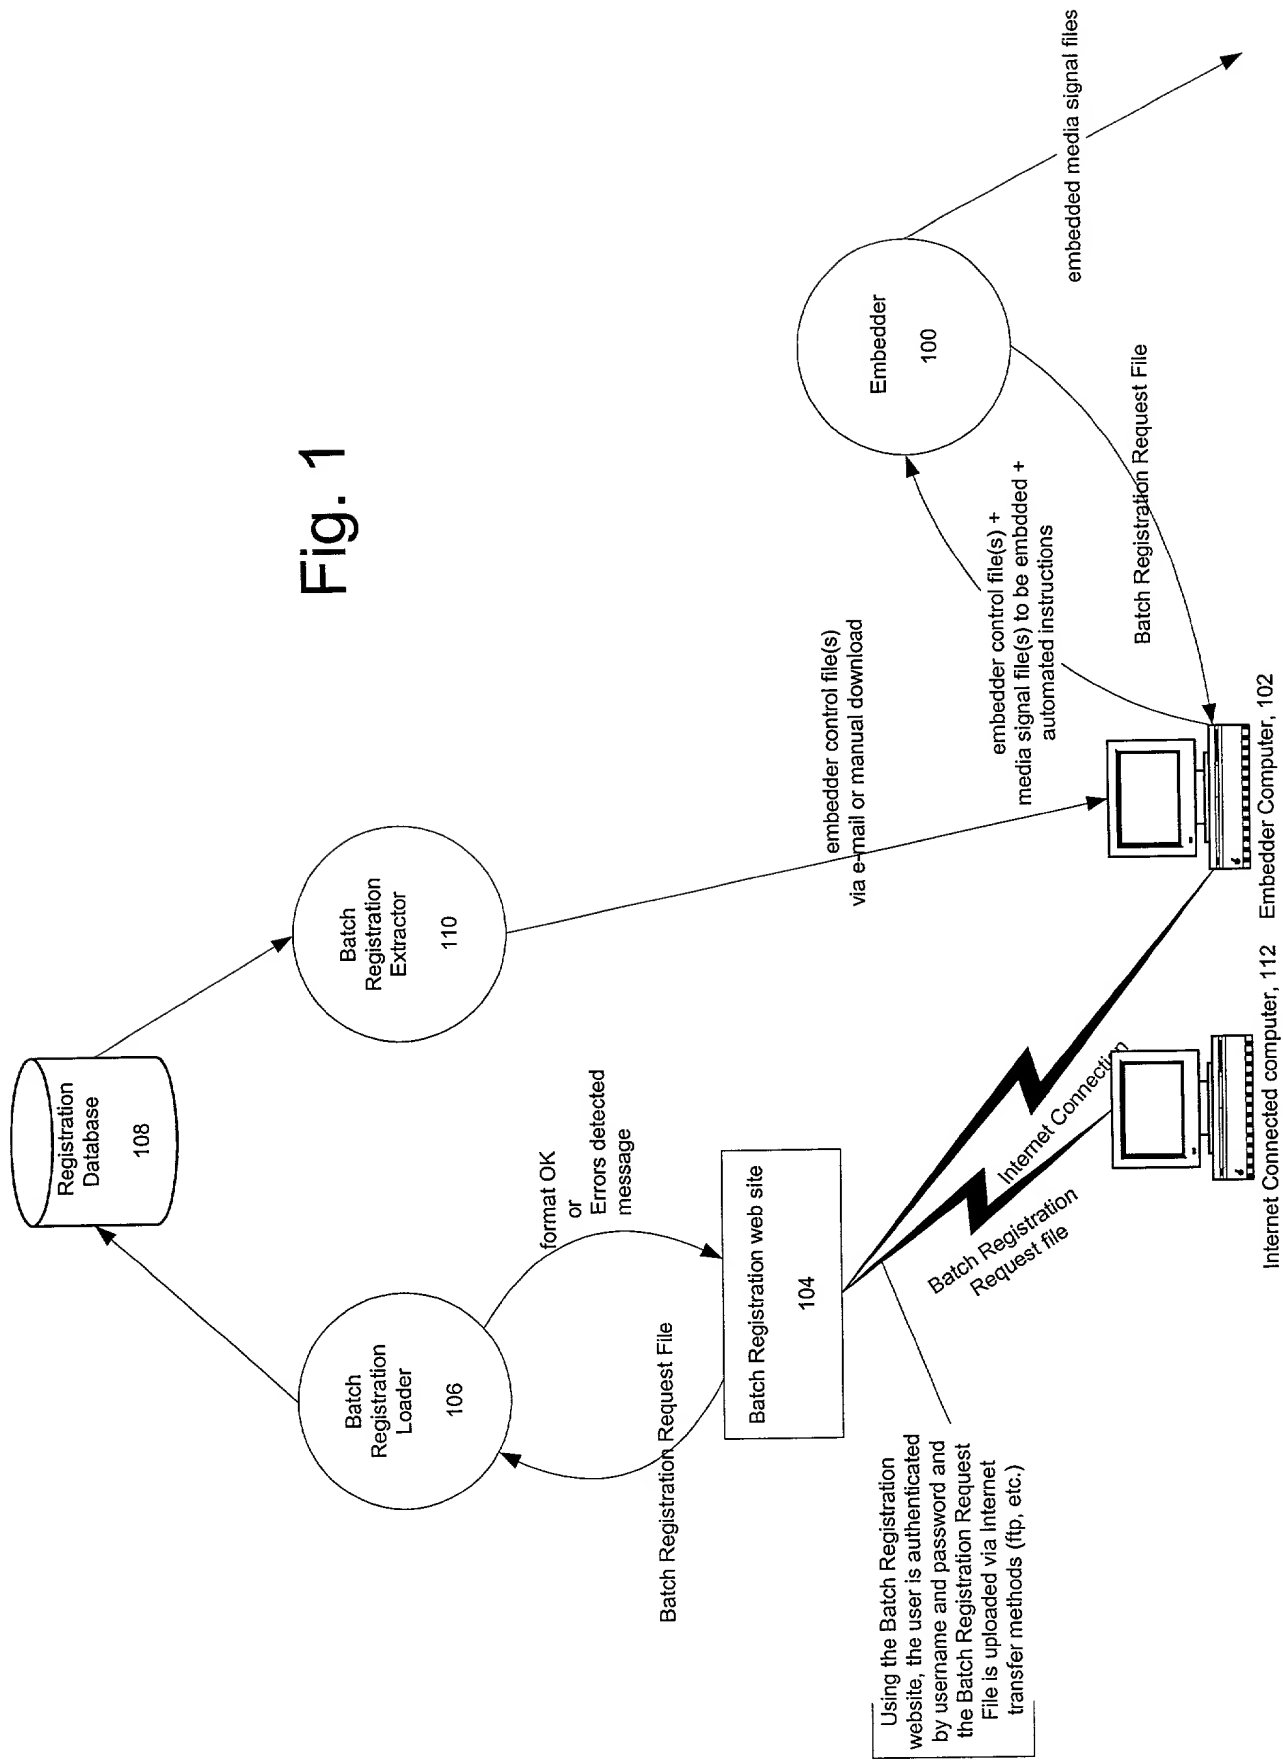 Fig. 1
Registration
Database
108
Batch
Registration
Loader
106
Batch
Registration
Extractor
110
format OK
or
Errors detected
message
Batch Registration Request File
Batch Registration web site
104
Using the Batch Registration
website, the user is authenticated
by username and password and
the Batch Registration Request
File is uploaded via Internet
transfer methods (ftp, etc.)
Batch Registration
Request file
Internet Connection
embedder control file(s)
via e-mail or manual download
embedder control file(s) +
media signal file(s) to be embdded +
automated instructions
Embedder
100
Batch Registration Request File
embedded media signal files
Internet Connected computer, 112
Embedder Computer, 102